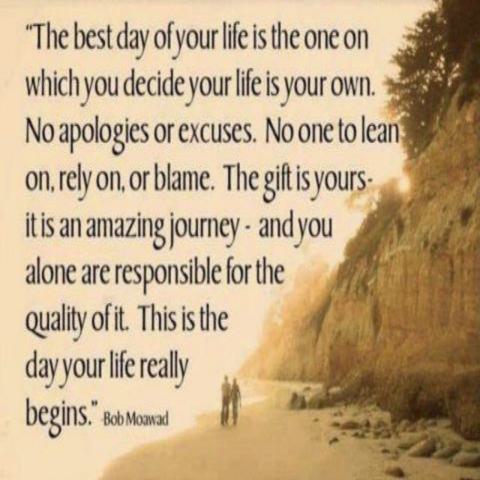 “The best day of your life is the one on
which you decide your life is your own.
No apologies or excuses.  No one to lean
on, rely on, or blame.  The gift is yours-
it is an amazing journey -  and you
alone are responsible for the
quality of it.  This is the
day your life really
begins.” -Bob Moawad